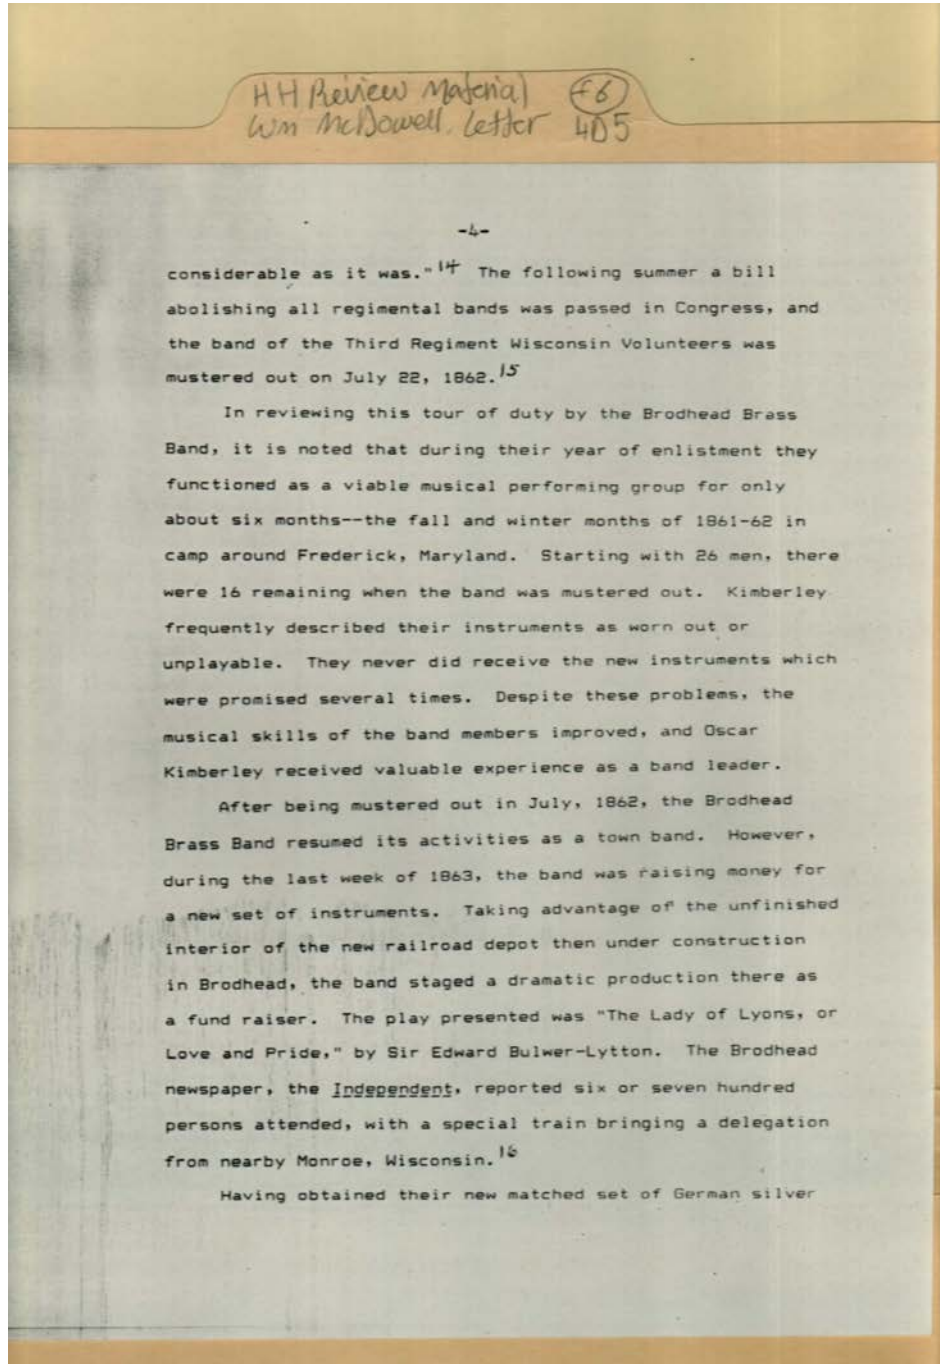 HH Review Material f6
Wm McDowell Letter 4D5
-4-
considerable as it was."14 The following summer a bill
abolishing all regimental bands was passed in Congress, and
the band of the Third Regiment Wisconsin Volunteers was
mustered out on July 22, 1862.15
In reviewing this tour of duty by the Brodhead Brass
Band, it is noted that during their year of enlistment they
functioned as a viable musical performing group for only
about six months--the fall and winter months of 1861-62 in
camp around Frederick, Maryland. Starting with 26 men, there
were 16 remaining when the band was mustered out. Kimberley
frequently described their instruments as worn out or
unplayable. They never did receive the new instruments which
were promised several times. Despite these problems, the
musical skills of the band members improved, and Oscar
Kimberley received valuable experience as a band leader.
After being mustered out in July, 1862, the Brodhead
Brass Band resumed its activities as a town band. However,
during the last week of 1863, the band was raising money for
a new set of instruments. Taking advantage of the unfinished
interior of the new railroad depot then under construction
in Brodhead, the band staged a dramatic production there as
a fund raiser. The play presented was "The Lady of Lyons, or
Love and Pride," by Sir Edward Bulwer-Lytton. The Brodhead
newspaper, the Independent, reported six or seven hundred
persons attended, with a special train bringing a delegation
from nearby Monroe, Wisconsin.16
Having obtained their new matched set of German silver